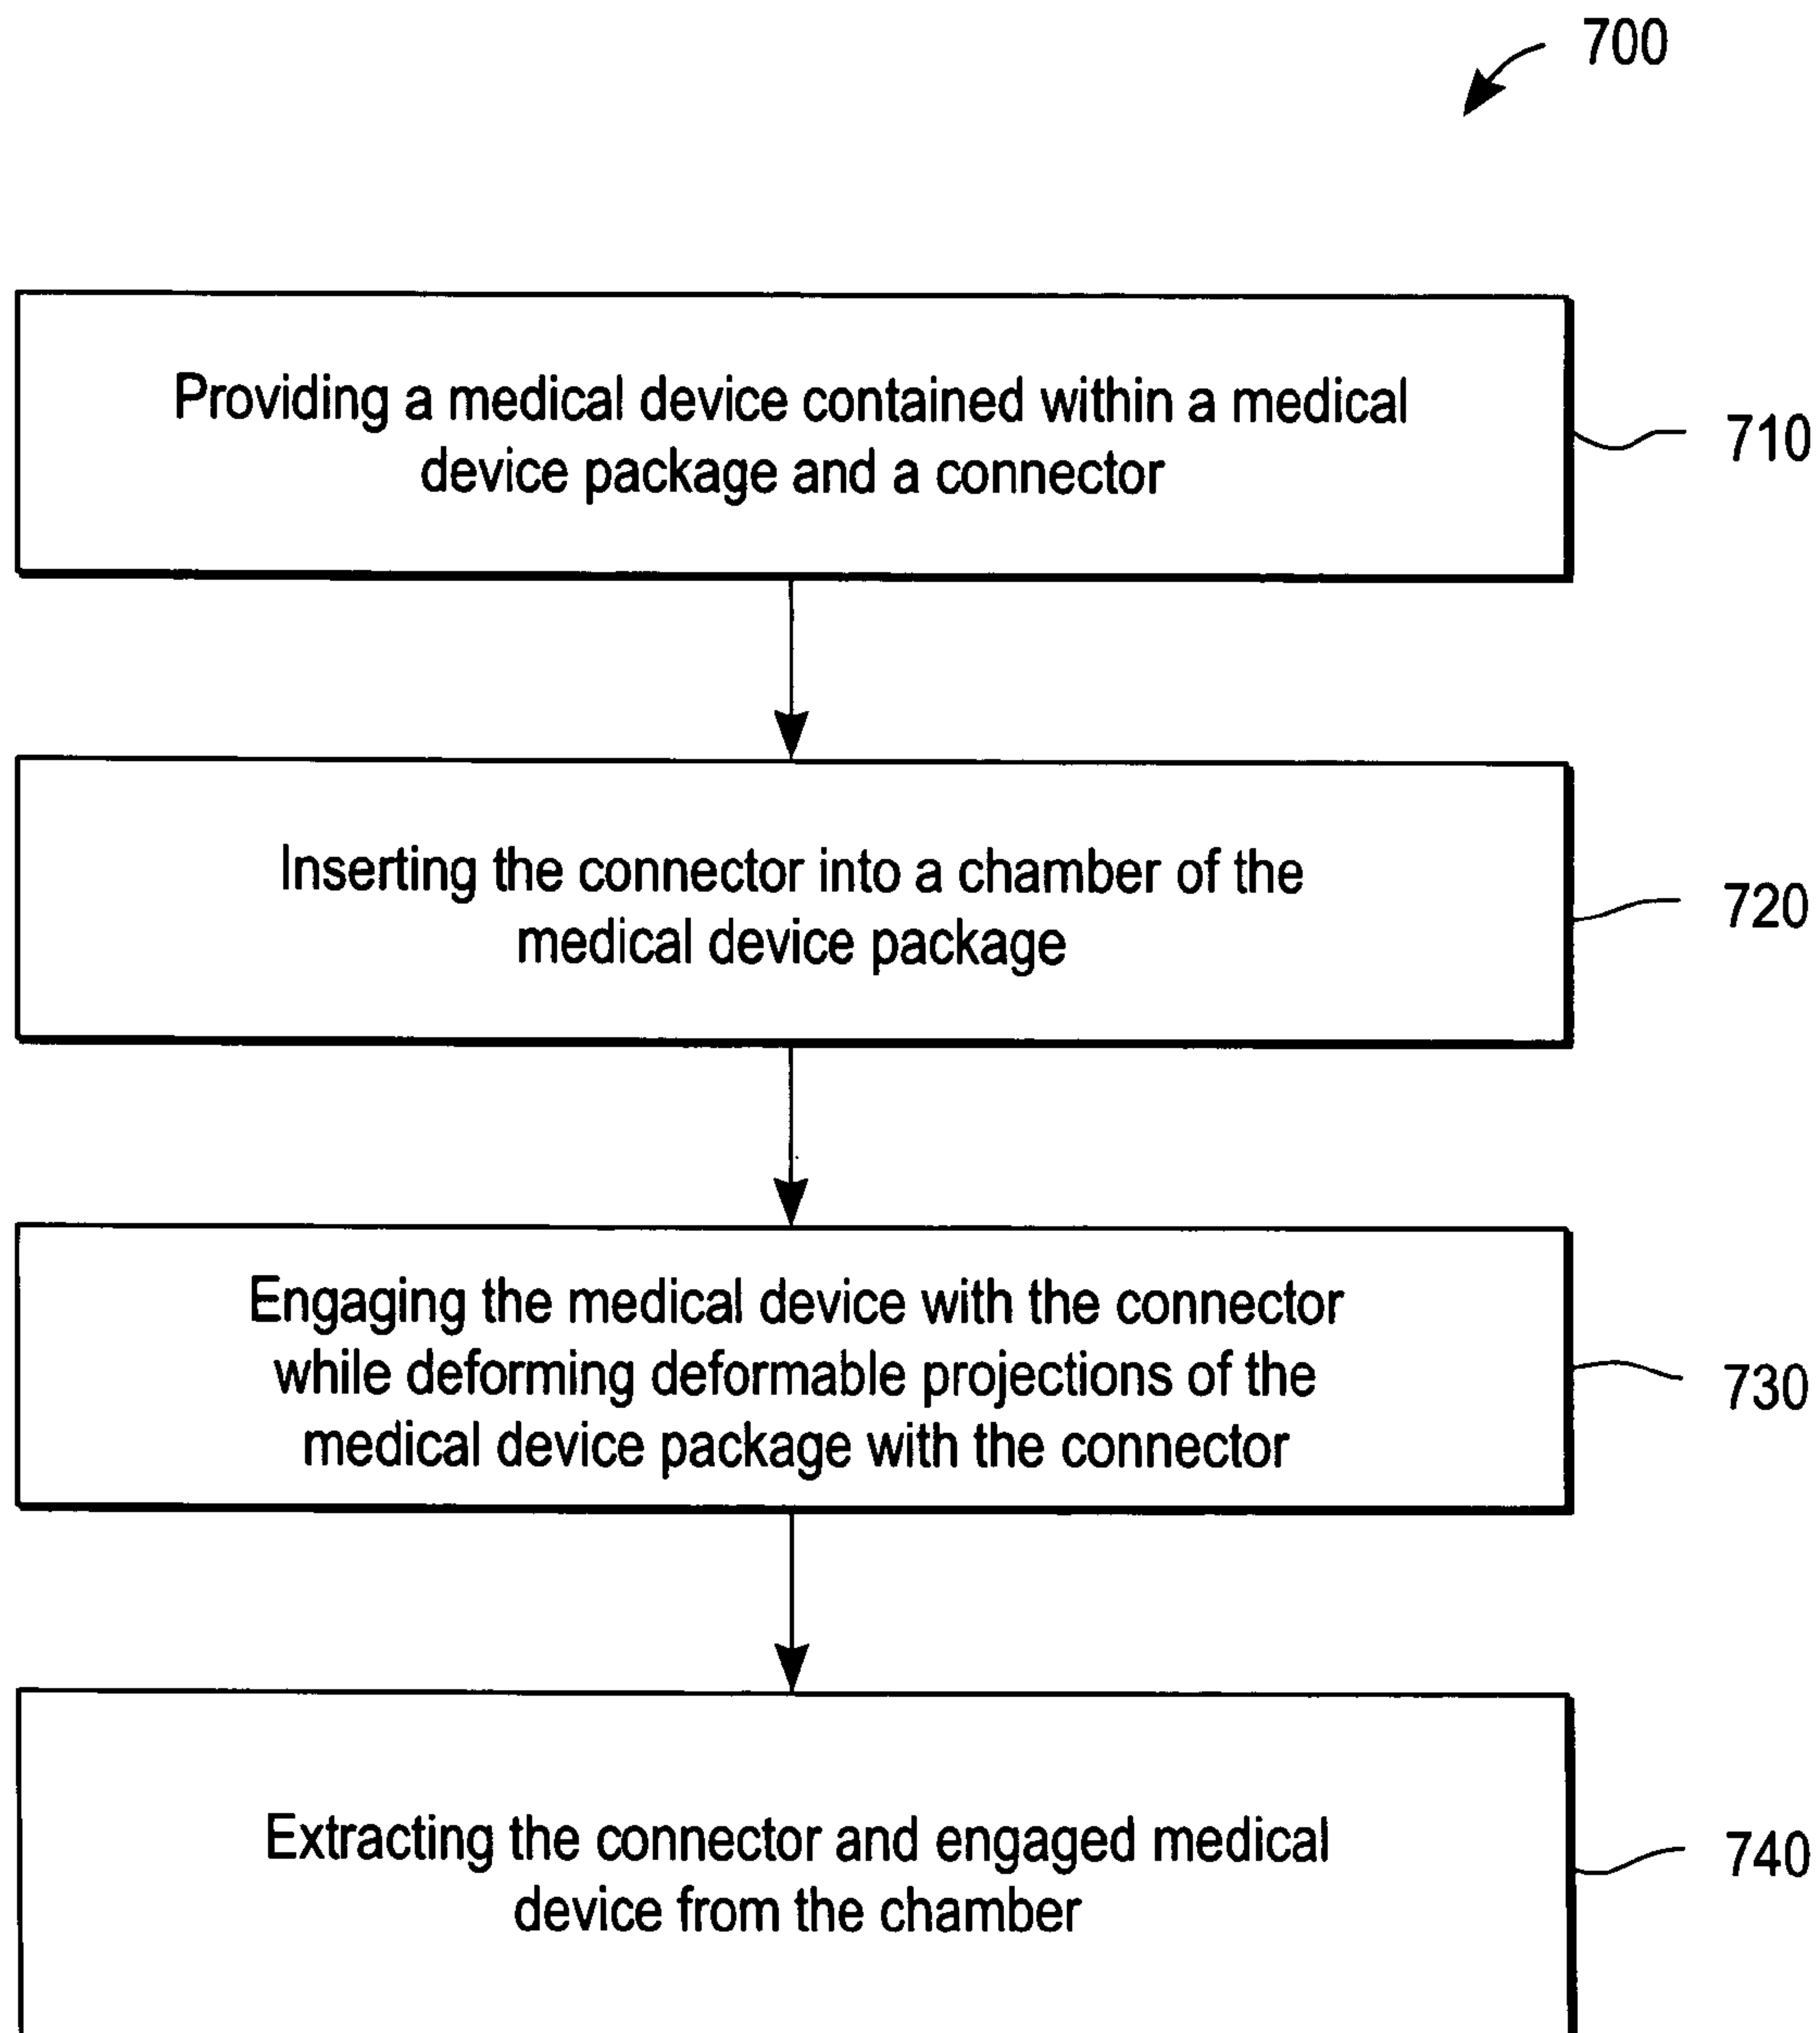 700
Providing a medical device contained within a medical
device package and a connector
710
Inserting the connector into a chamber of the
medical device package
720
Engaging the medical device with the connector
while deforming deformable projections of the
medical device package with the connector
730
Extracting the connector and engaged medical
device from the chamber
740